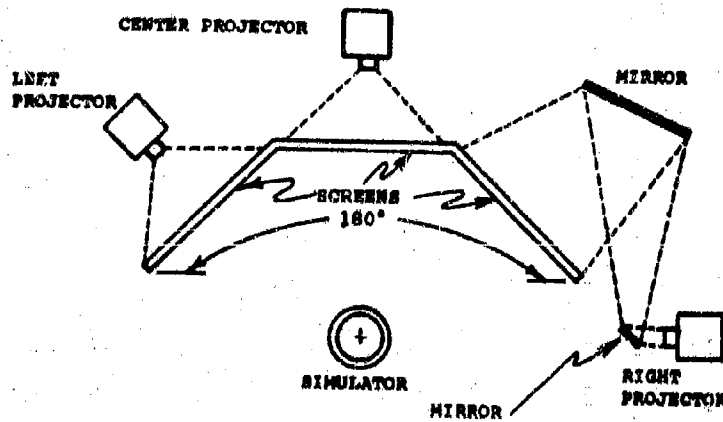 CENTER PROJECTOR
LEFT
PROJECTOR
MIRROR
SCREENS
180°
SIMULATOR
RIGHT
PROJECTOR
MIRROR